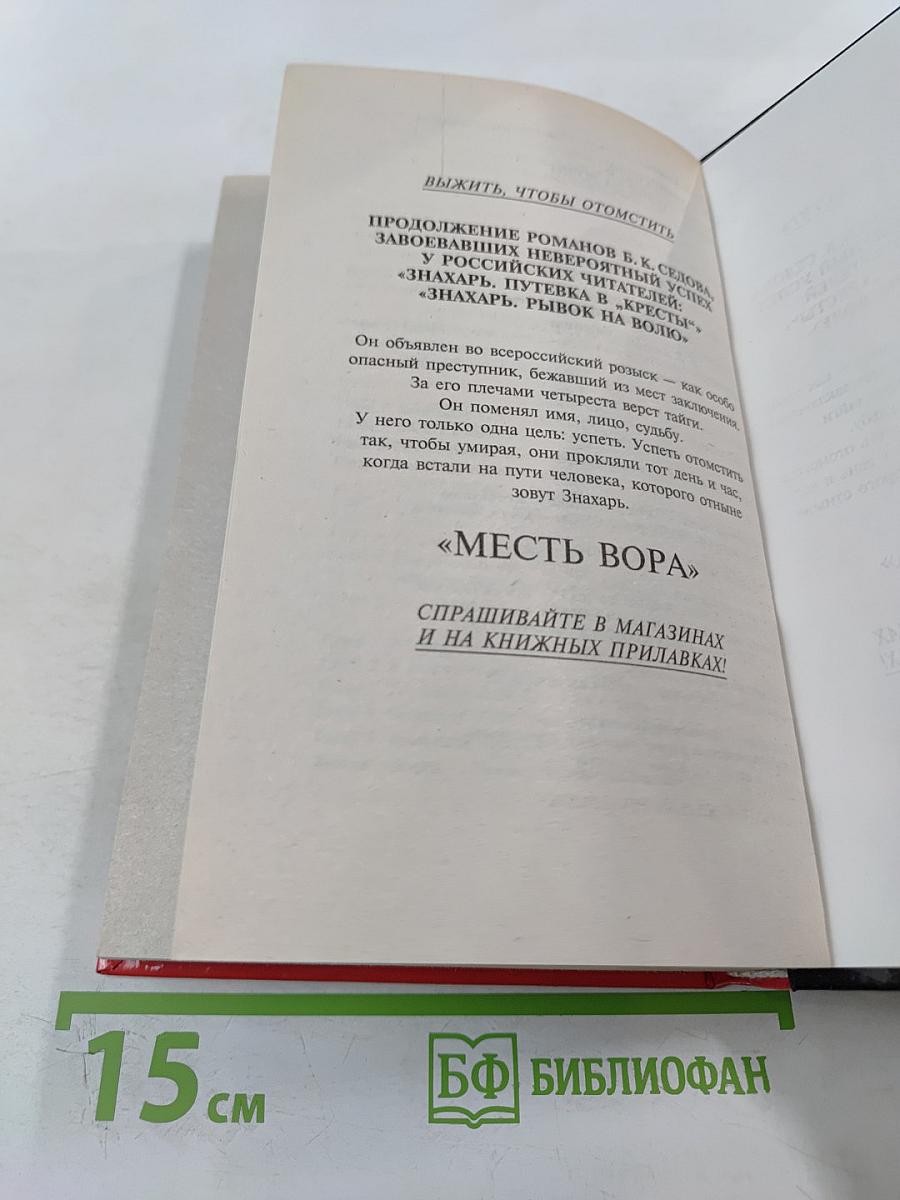 ВЫЖИТЬ, ЧТОБЫ ОТОМСТИТЬ
ПРОДОЛЖЕНИЕ РОМАНОВ Б. К. СЕДОВА,
ЗАВОЕВАВШИХ НЕВЕРОЯТНЫЙ УСПЕХ
У РОССИЙСКИХ ЧИТАТЕЛЕЙ:
«ЗНАХАРЬ. ПУТЕВКА В „КРЕСТЫ“»
«ЗНАХАРЬ. РЫВОК НА ВОЛЮ»
Он объявлен во всероссийский розыск — как особо
опасный преступник, бежавший из мест заключения.
За его плечами четыреста верст тайги.
Он поменял имя, лицо, судьбу.
У него только одна цель: успеть. Успеть отомстить
так, чтобы умирая, они прокляли тот день и час,
когда встали на пути человека, которого отныне
зовут Знахарь.
«МЕСТЬ ВОРА»
СПРАШИВАЙТЕ В МАГАЗИНАХ
И НА КНИЖНЫХ ПРИЛАВКАХ!
15 см
БФ БИБЛИОФАН